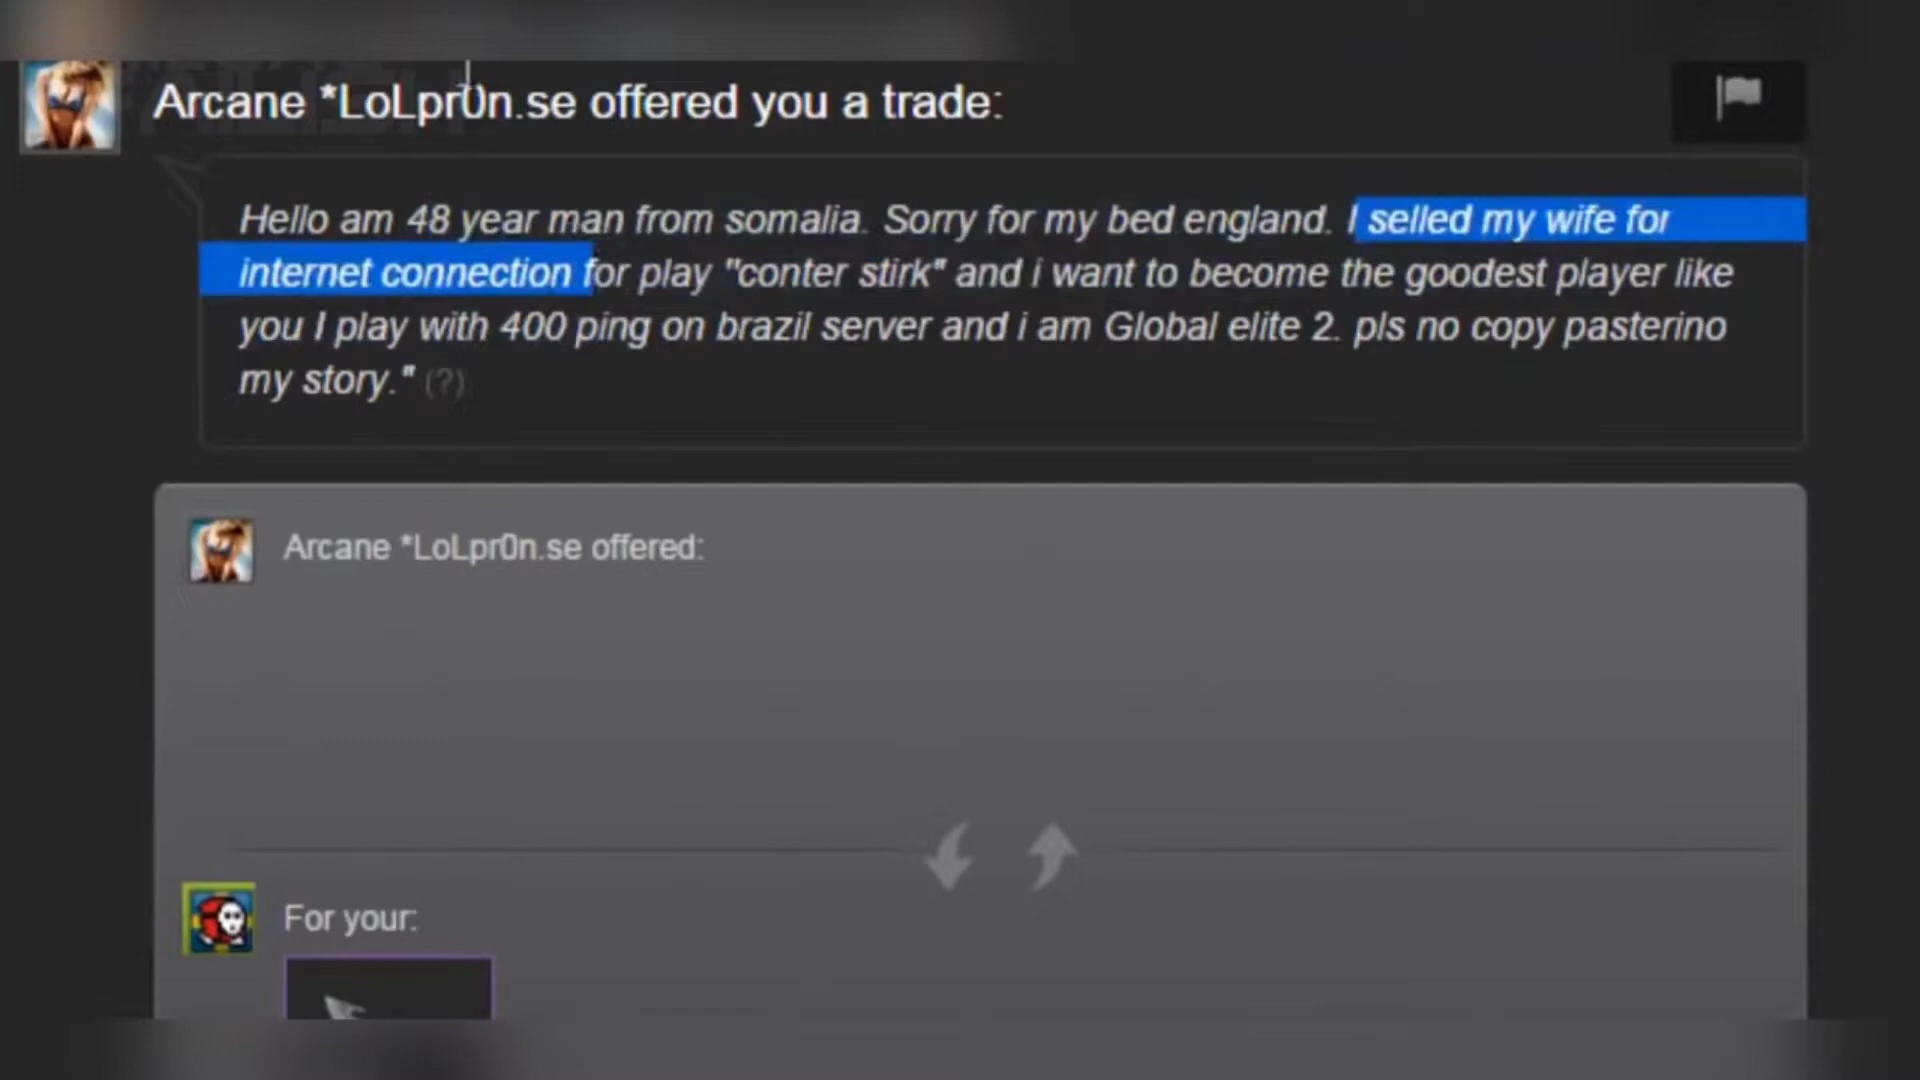 Arcane *LoLpr0n.se offered you a trade:
Hello am 48 year man from somalia. Sorry for my bed england. I selled my wife for
internet connection for play "conter stirk" and i want to become the goodest player like
you I play with 400 ping on brazil server and i am Global elite 2. pls no copy pasterino
my story." (?)
Arcane *LoLpr0n.se offered:
For your: